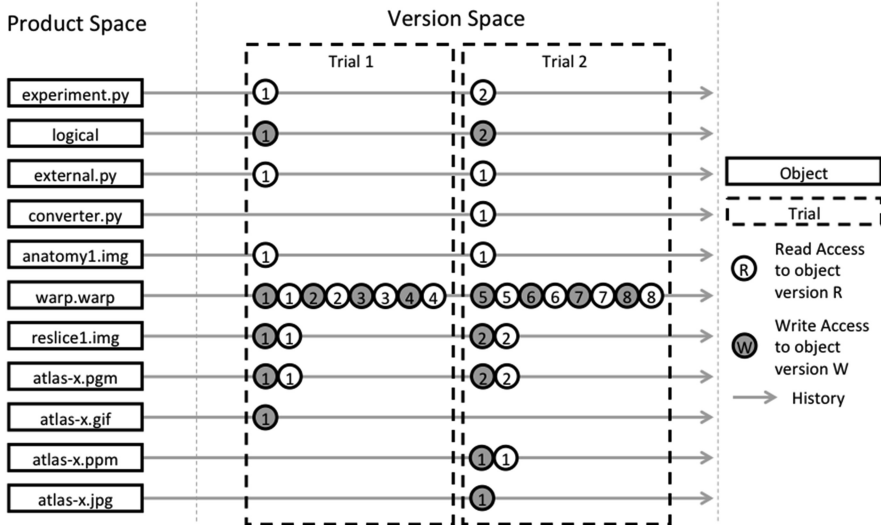 Product Space
Version Space
Trial 1
Trial 2
experiment.py 1 2
logical 1 2
external.py 1 1
converter.py 1
anatomy1.img 1 1
warp.warp 1 1 2 2 3 3 4 4 5 5 6 6 7 7 8 8
reslice1.img 1 1 2 2
atlas-x.pgm 1 1 2 2
atlas-x.gif 1
atlas-x.ppm 1 1
atlas-x.jpg 1
Object
Trial
R Read Access
to object
version R
W Write Access
to object
version W
History